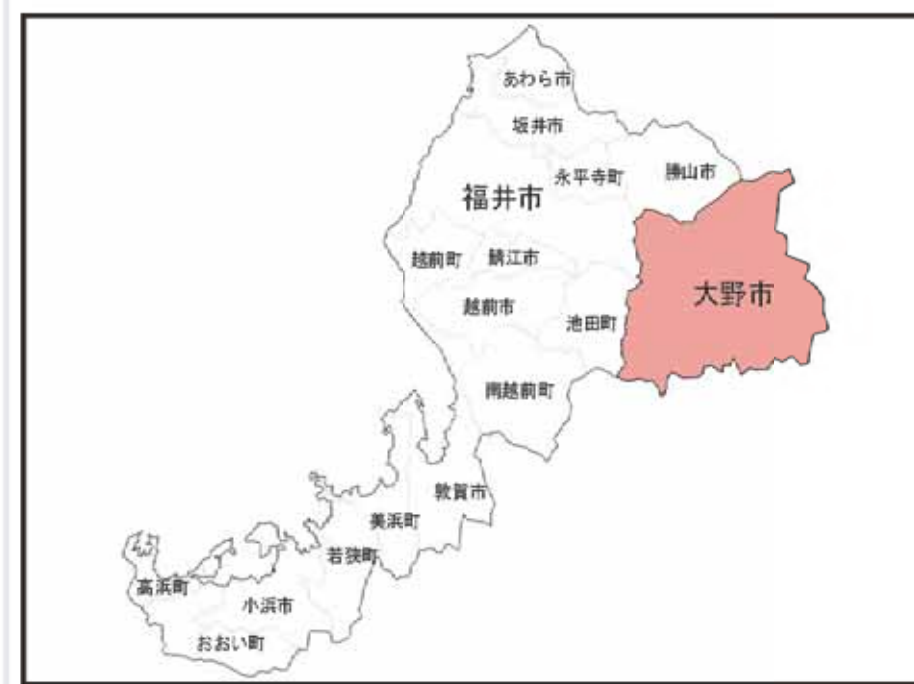 あわら市
坂井市
永平寺町
勝山市
福井市
越前町
鯖江市
大野市
越前市
池田町
南越前町
敦賀市
美浜町
若狭町
高浜町
小浜市
おおい町